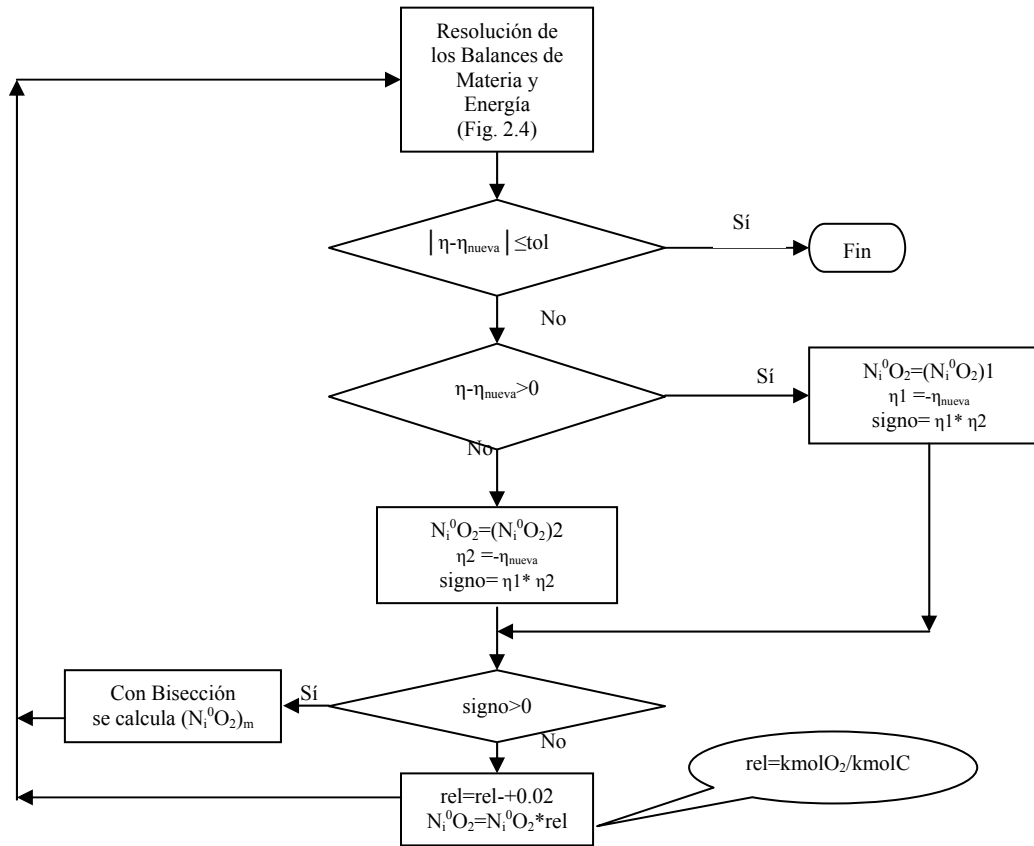 Resolución de
los Balances de
Materia y
Energía
(Fig. 2.4)
Sí
│η-ηnueva│≤tol
Fin
No
η-ηnueva>0
Sí
Ni⁰O₂=(Ni⁰O₂)1
η1 =-ηnueva
signo= η1* η2
No
Ni⁰O₂=(Ni⁰O₂)2
η2 =-ηnueva
signo= η1* η2
Con Bisección
se calcula (Ni⁰O₂)m
Sí
signo>0
No
rel=kmolO₂/kmolC
rel=rel-+0.02
Ni⁰O₂=Ni⁰O₂*rel